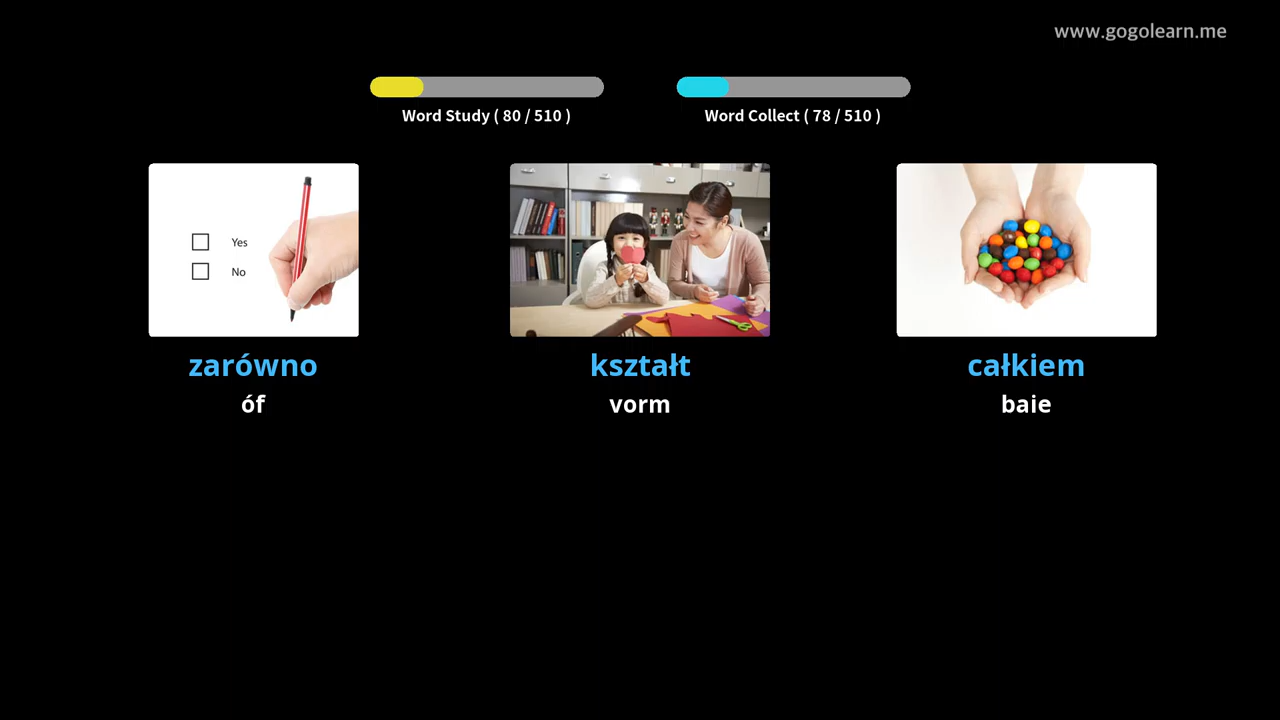 www.gogolearn.me
Word Study ( 80 / 510 )
Word Collect ( 78 / 510 )
Yes
No
zarówno
óf
kształt
vorm
całkiem
baie